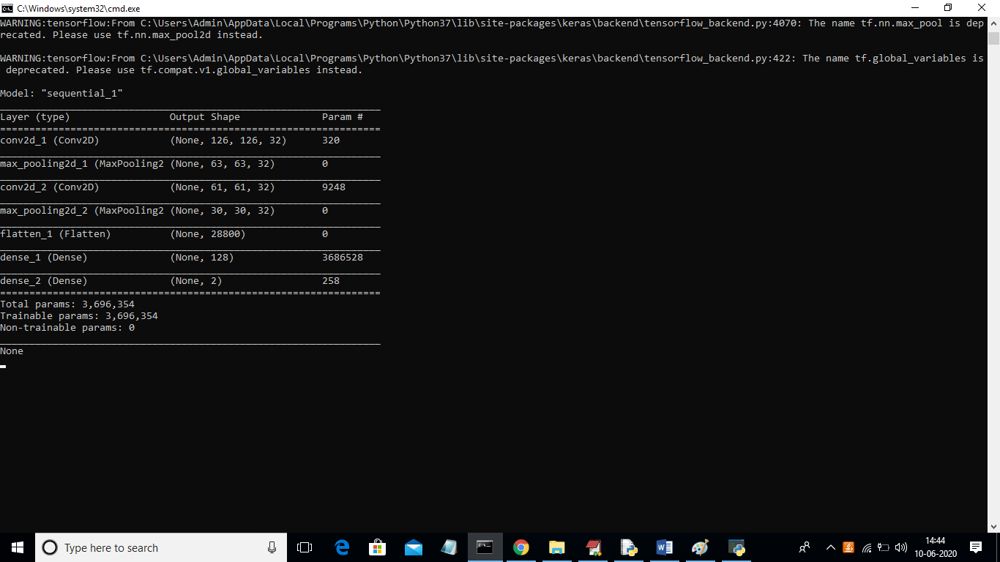 C:\Windows\system32\cmd.exe
WARNING:tensorflow:From C:\Users\Admin\AppData\Local\Programs\Python\Python37\lib\site-packages\keras\backend\tensorflow_backend.py:4070: The name tf.nn.max_pool is dep
recated. Please use tf.nn.max_pool2d instead.
WARNING:tensorflow:From C:\Users\Admin\AppData\Local\Programs\Python\Python37\lib\site-packages\keras\backend\tensorflow_backend.py:422: The name tf.global_variables is
deprecated. Please use tf.compat.v1.global_variables instead.
Model: "sequential_1"
_________________________________________________________________
Layer (type)                 Output Shape              Param #
=================================================================
conv2d_1 (Conv2D)            (None, 126, 126, 32)      320
_________________________________________________________________
max_pooling2d_1 (MaxPooling2 (None, 63, 63, 32)        0
_________________________________________________________________
conv2d_2 (Conv2D)            (None, 61, 61, 32)        9248
_________________________________________________________________
max_pooling2d_2 (MaxPooling2 (None, 30, 30, 32)        0
_________________________________________________________________
flatten_1 (Flatten)          (None, 28800)             0
_________________________________________________________________
dense_1 (Dense)              (None, 128)               3686528
_________________________________________________________________
dense_2 (Dense)              (None, 2)                 258
=================================================================
Total params: 3,696,354
Trainable params: 3,696,354
Non-trainable params: 0
_________________________________________________________________
None
Type here to search
14:44
10-06-2020